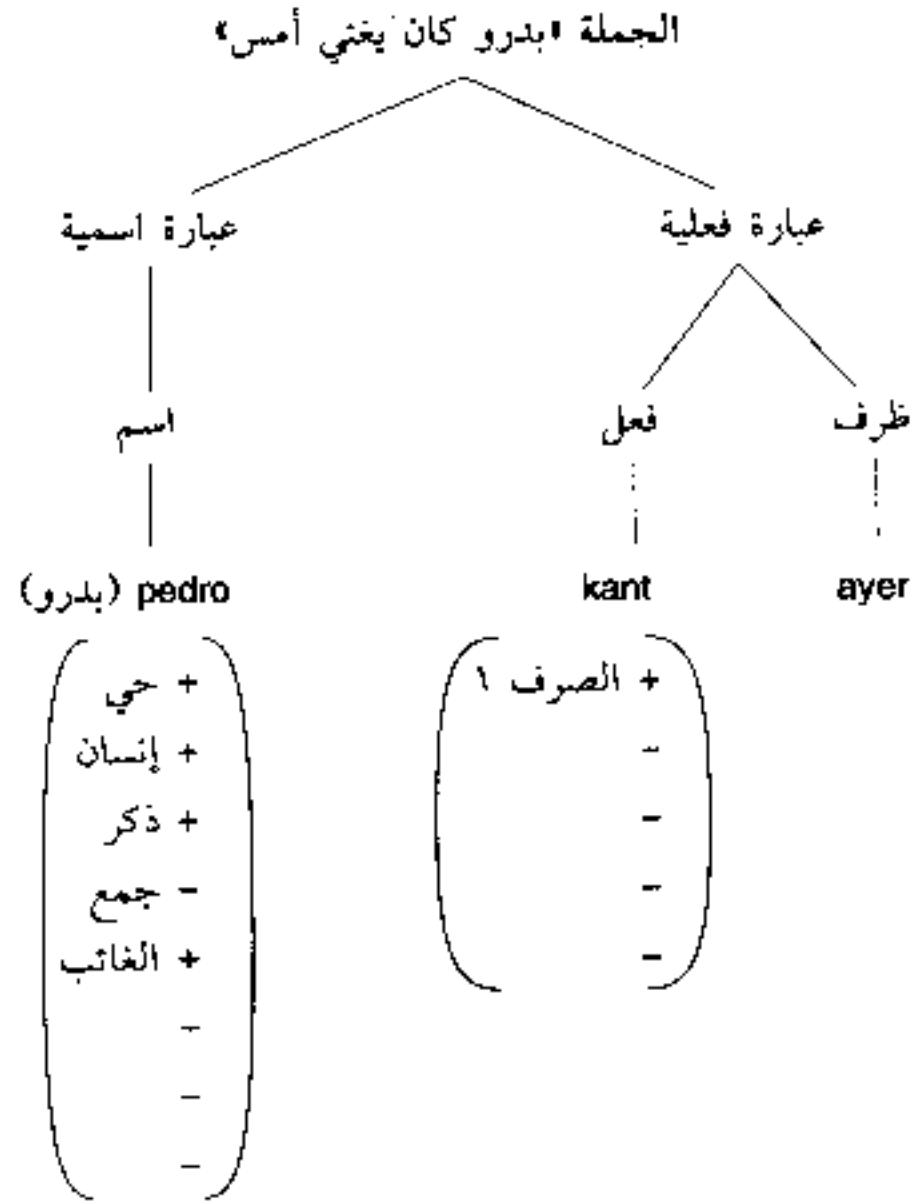 الجملة «بدرو كان يغني أمس»
عبارة فعلية عبارة اسمية
ظرف فعل اسم
pedro (بدرو) kant ayer
+ حي
+ إنسان
+ ذكر
- جمع
+ الغائب
-
-
-
+ الصرف ١
-
-
-
-